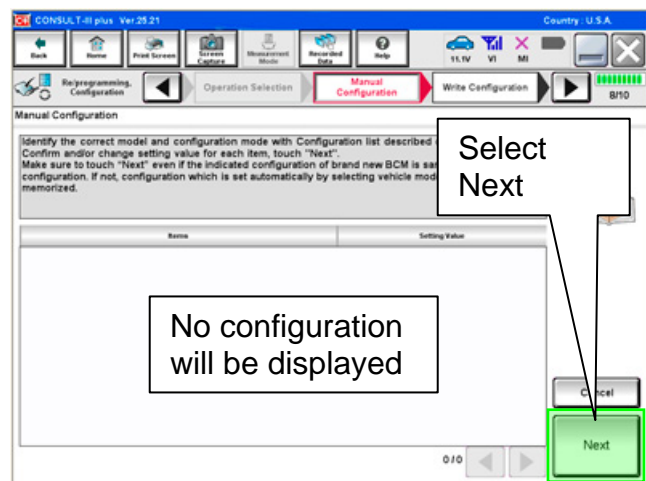 CONSULT-III plus Ver.25.21 Country : U.S.A.
Back Home Print Screen Screen Capture Measurement Mode Recorded Data Help 11.1V VI MI
Re/programming, Configuration Operation Selection Manual Configuration Write Configuration 8/10
Manual Configuration
Identify the correct model and configuration mode with Configuration list described
Confirm and/or change setting value for each item, touch "Next".
Make sure to touch "Next" even if the indicated configuration of brand new BCM is
configuration. If not, configuration which is set automatically by selecting vehicle
memorized.
Select
Next
Items Setting Value
No configuration
will be displayed
Cancel
Next
0/0